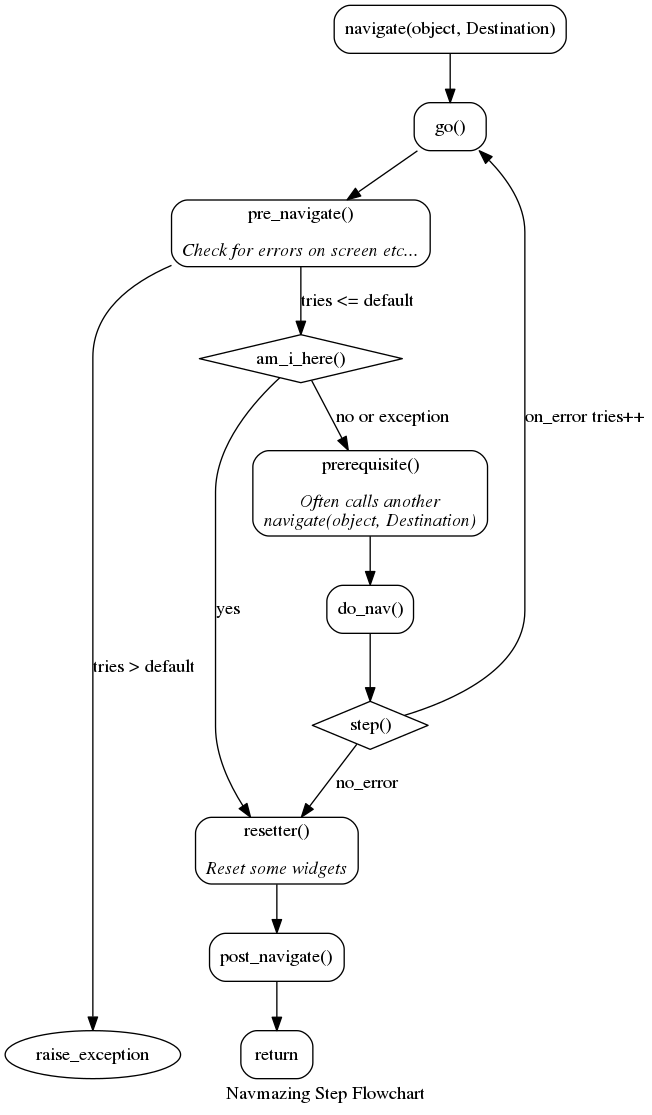 navigate(object, Destination)
go()
pre_navigate()
Check for errors on screen etc...
tries <= default
am_i_here()
no or exception
on_error tries++
prerequisite()
Often calls another
navigate(object, Destination)
do_nav()
yes
tries > default
step()
no_error
resetter()
Reset some widgets
post_navigate()
raise_exception
return
Navmazing Step Flowchart